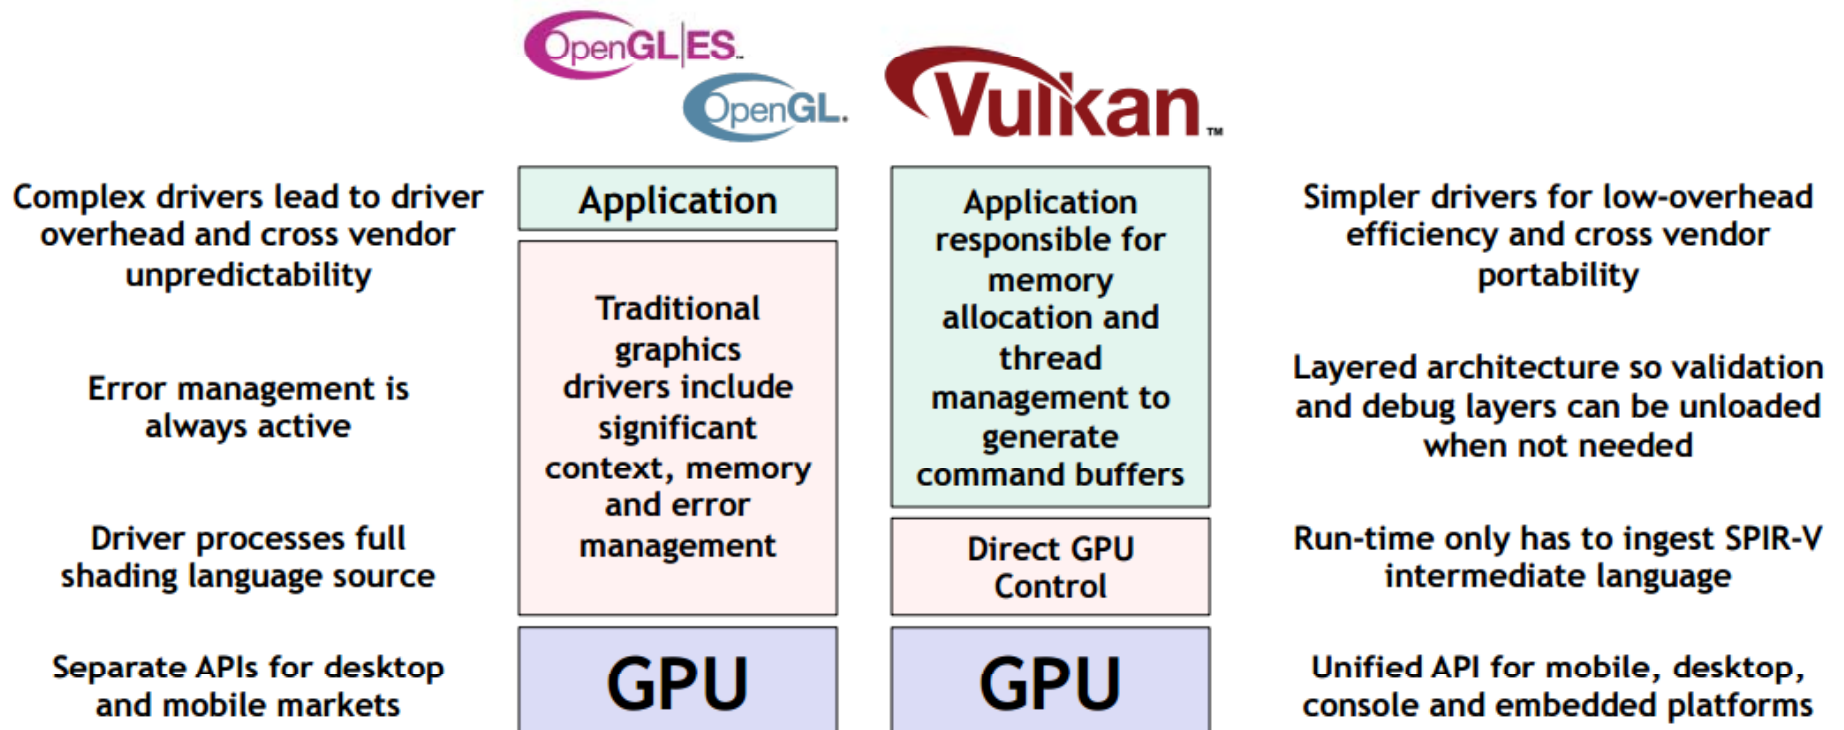 OpenGL|ES™
OpenGL.
Vulkan™
Complex drivers lead to driver
overhead and cross vendor
unpredictability
Error management is
always active
Driver processes full
shading language source
Separate APIs for desktop
and mobile markets
Application
Traditional
graphics
drivers include
significant
context, memory
and error
management
GPU
Application
responsible for
memory
allocation and
thread
management to
generate
command buffers
Direct GPU
Control
GPU
Simpler drivers for low-overhead
efficiency and cross vendor
portability
Layered architecture so validation
and debug layers can be unloaded
when not needed
Run-time only has to ingest SPIR-V
intermediate language
Unified API for mobile, desktop,
console and embedded platforms